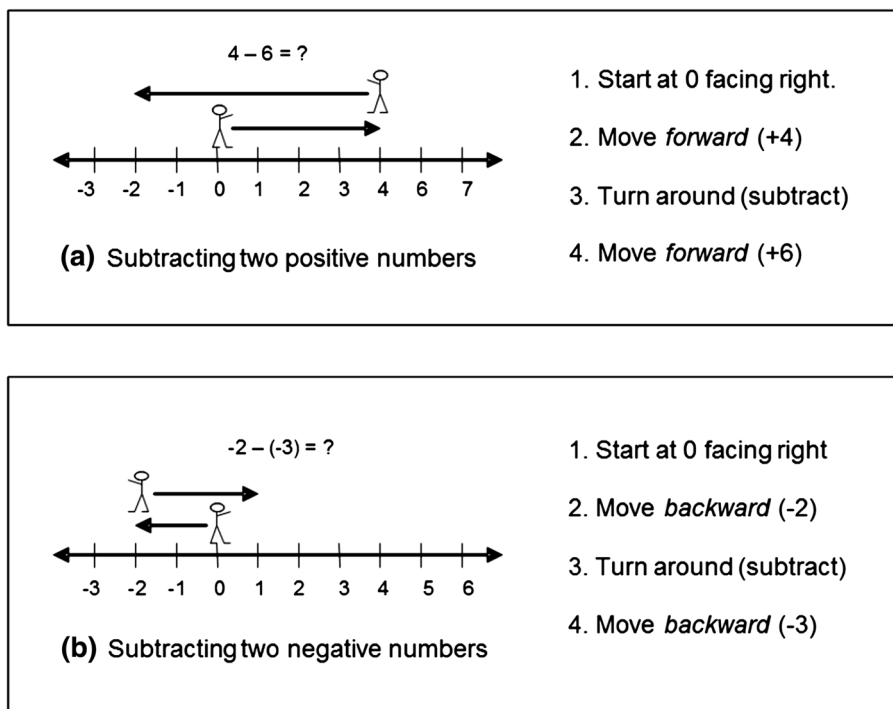 4 – 6 = ?
-3 -2 -1 0 1 2 3 4 6 7
(a) Subtracting two positive numbers
1. Start at 0 facing right.
2. Move forward (+4)
3. Turn around (subtract)
4. Move forward (+6)
-2 – (-3) = ?
-3 -2 -1 0 1 2 3 4 5 6
(b) Subtracting two negative numbers
1. Start at 0 facing right
2. Move backward (-2)
3. Turn around (subtract)
4. Move backward (-3)